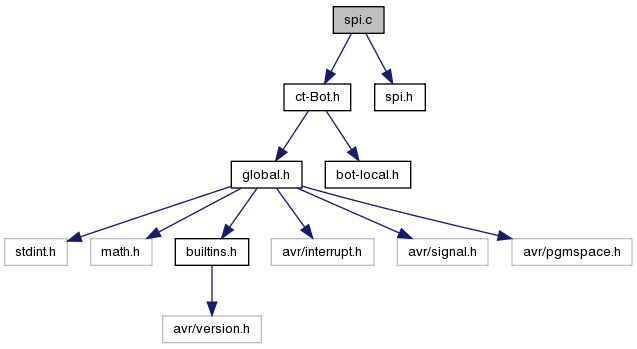 spi.c
ct-Bot.h
spi.h
global.h
bot-local.h
stdint.h
math.h
builtins.h
avr/interrupt.h
avr/signal.h
avr/pgmspace.h
avr/version.h